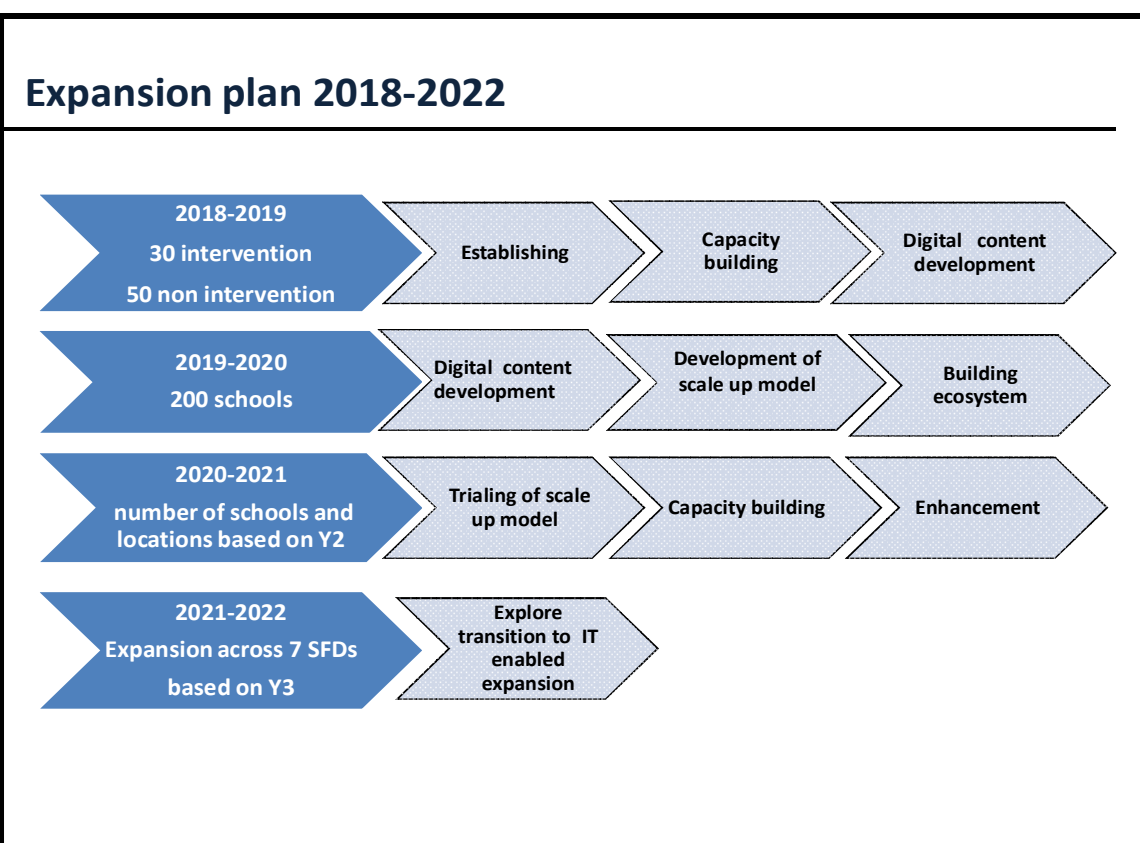 Expansion plan 2018-2022
2018-2019
30 intervention
50 non intervention
Establishing
Capacity
building
Digital content
development
2019-2020
200 schools
Digital content
development
Development of
scale up model
Building
ecosystem
2020-2021
number of schools and
locations based on Y2
Trialing of scale
up model
Capacity building
Enhancement
2021-2022
Expansion across 7 SFDs
based on Y3
Explore
transition to IT
enabled
expansion